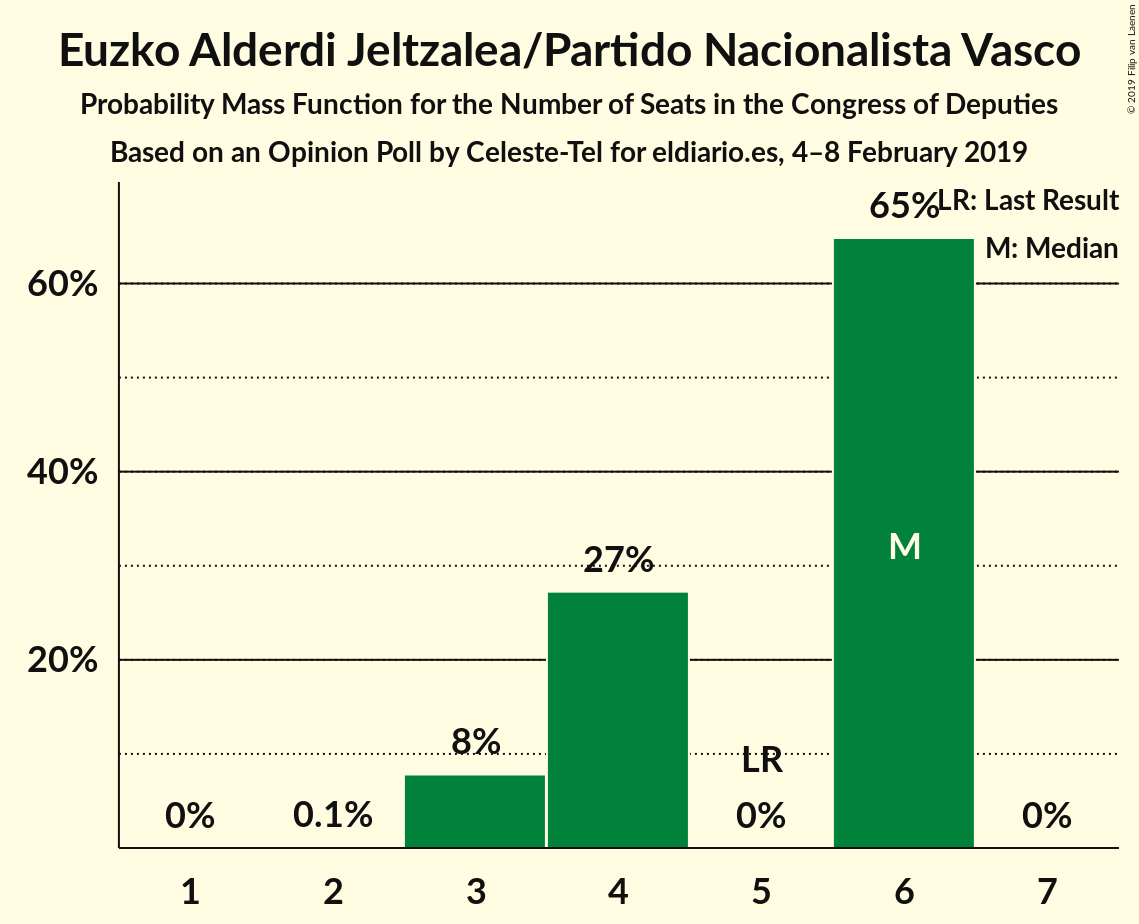 Euzko Alderdi Jeltzalea/Partido Nacionalista Vasco
Probability Mass Function for the Number of Seats in the Congress of Deputies
Based on an Opinion Poll by Celeste-Tel for eldiario.es, 4–8 February 2019
© 2019 Filip van Laenen
LR: Last Result
M: Median
60%
40%
20%
0%
0.1%
8%
27%
LR
0%
65%
M
0%
1 2 3 4 5 6 7